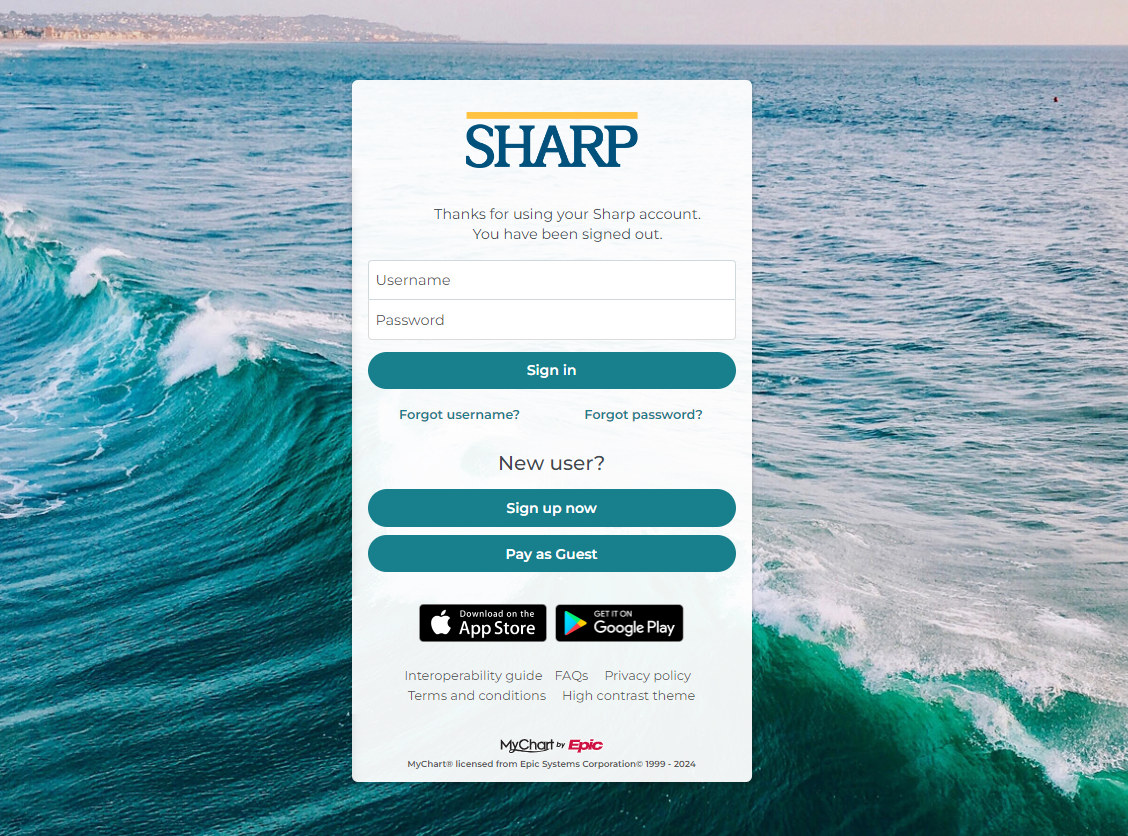 SHARP
Thanks for using your Sharp account.
You have been signed out.
Username
Password
Sign in
Forgot username? Forgot password?
New user?
Sign up now
Pay as Guest
Download on the App Store
GET IT ON Google Play
Interoperability guide FAQs Privacy policy
Terms and conditions High contrast theme
MyChart by Epic
MyChart® licensed from Epic Systems Corporation© 1999 - 2024